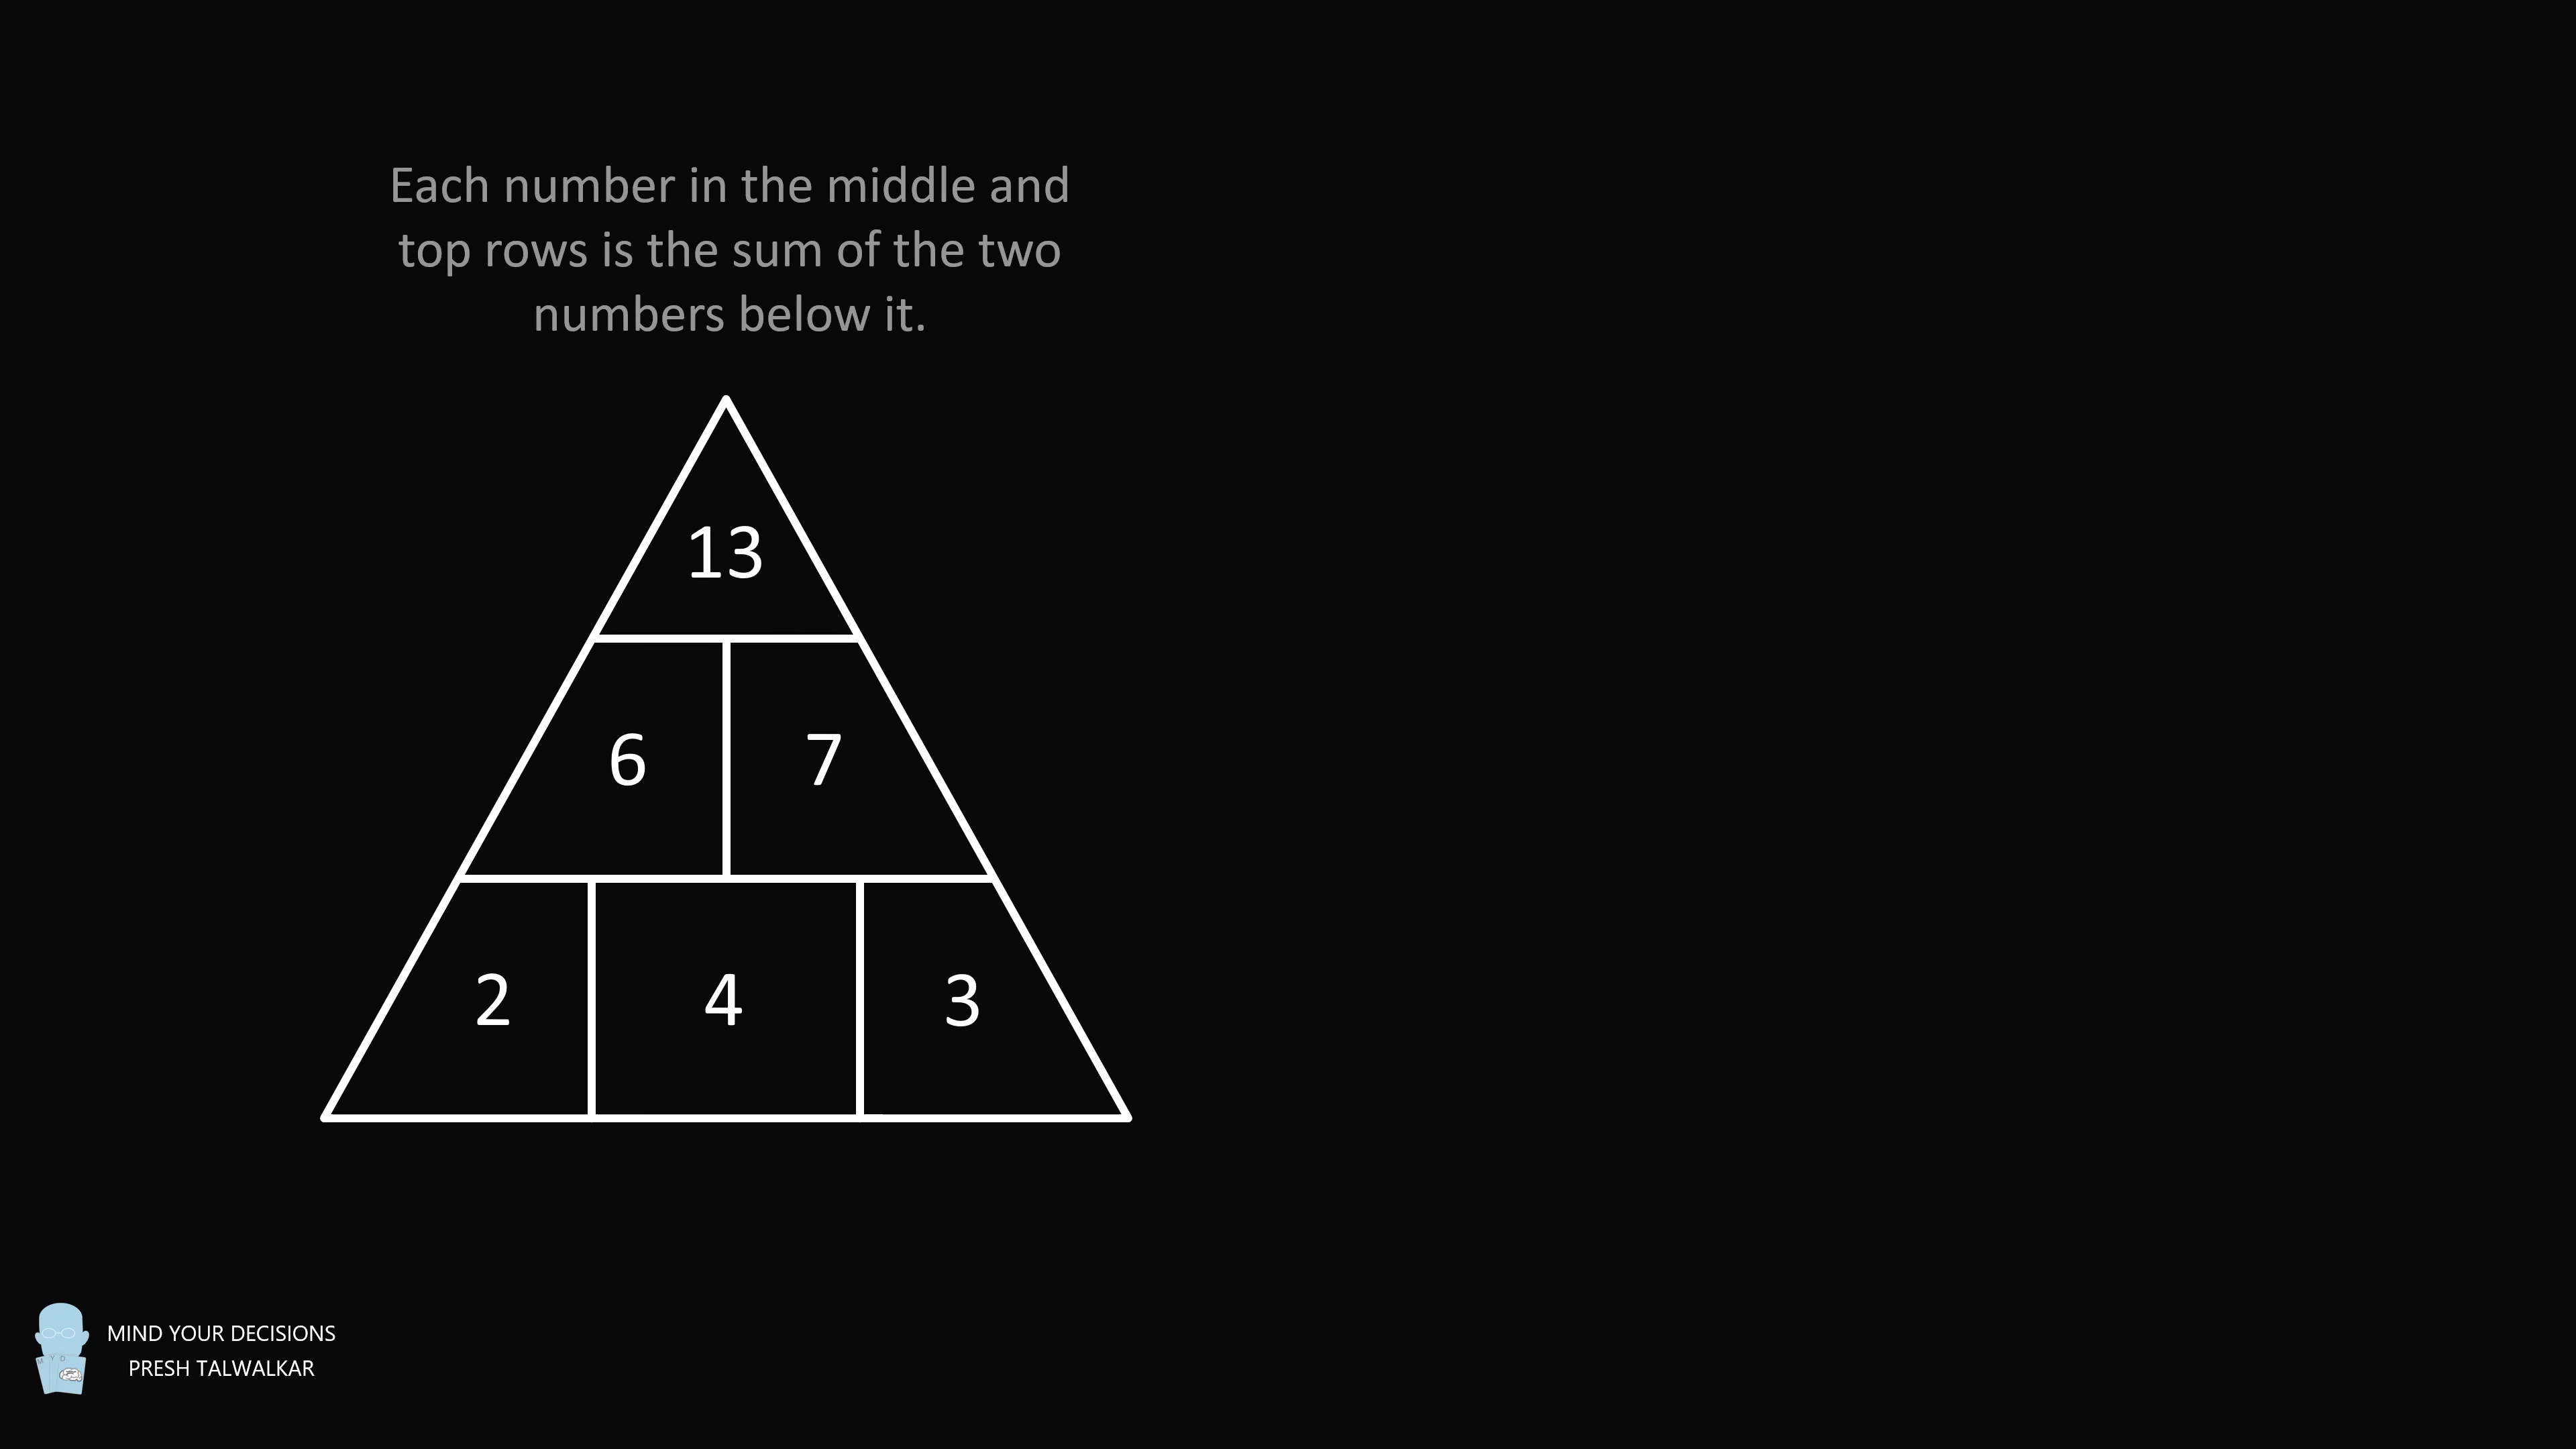 Each number in the middle and
top rows is the sum of the two
numbers below it.
13
6 7
2 4 3
MIND YOUR DECISIONS
PRESH TALWALKAR